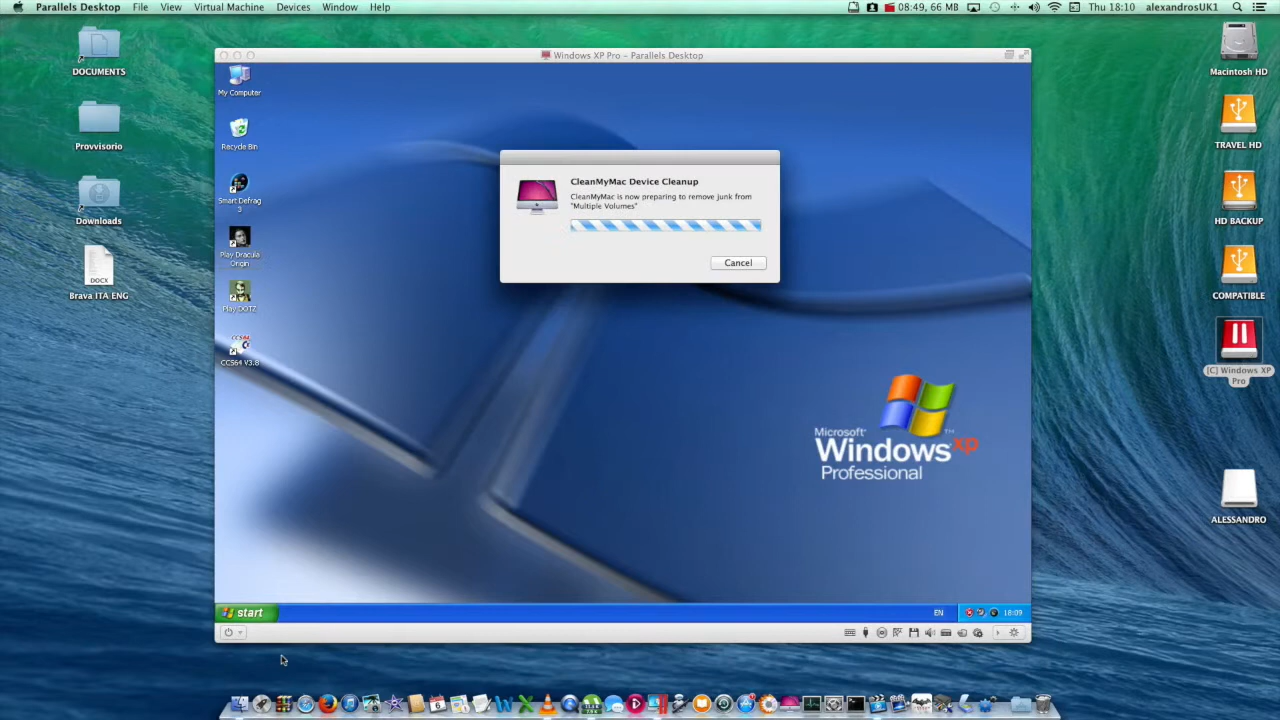 Parallels Desktop File View Virtual Machine Devices Window Help 08:49, 66 MB Thu 18:10 alexandrosUK1
Windows XP Pro – Parallels Desktop
DOCUMENTS
Provvisorio
Downloads
DOCX
Brava ITA ENG
My Computer
Recycle Bin
Smart Defrag
3
Play Dracula
Origin
Play DOTZ
CCS64 V3.8
CleanMyMac Device Cleanup
CleanMyMac is now preparing to remove junk from
"Multiple Volumes"
Cancel
Microsoft®
Windows xp
Professional
Macintosh HD
TRAVEL HD
HD BACKUP
COMPATIBLE
[C] Windows XP
Pro
ALESSANDRO
start
EN 18:09